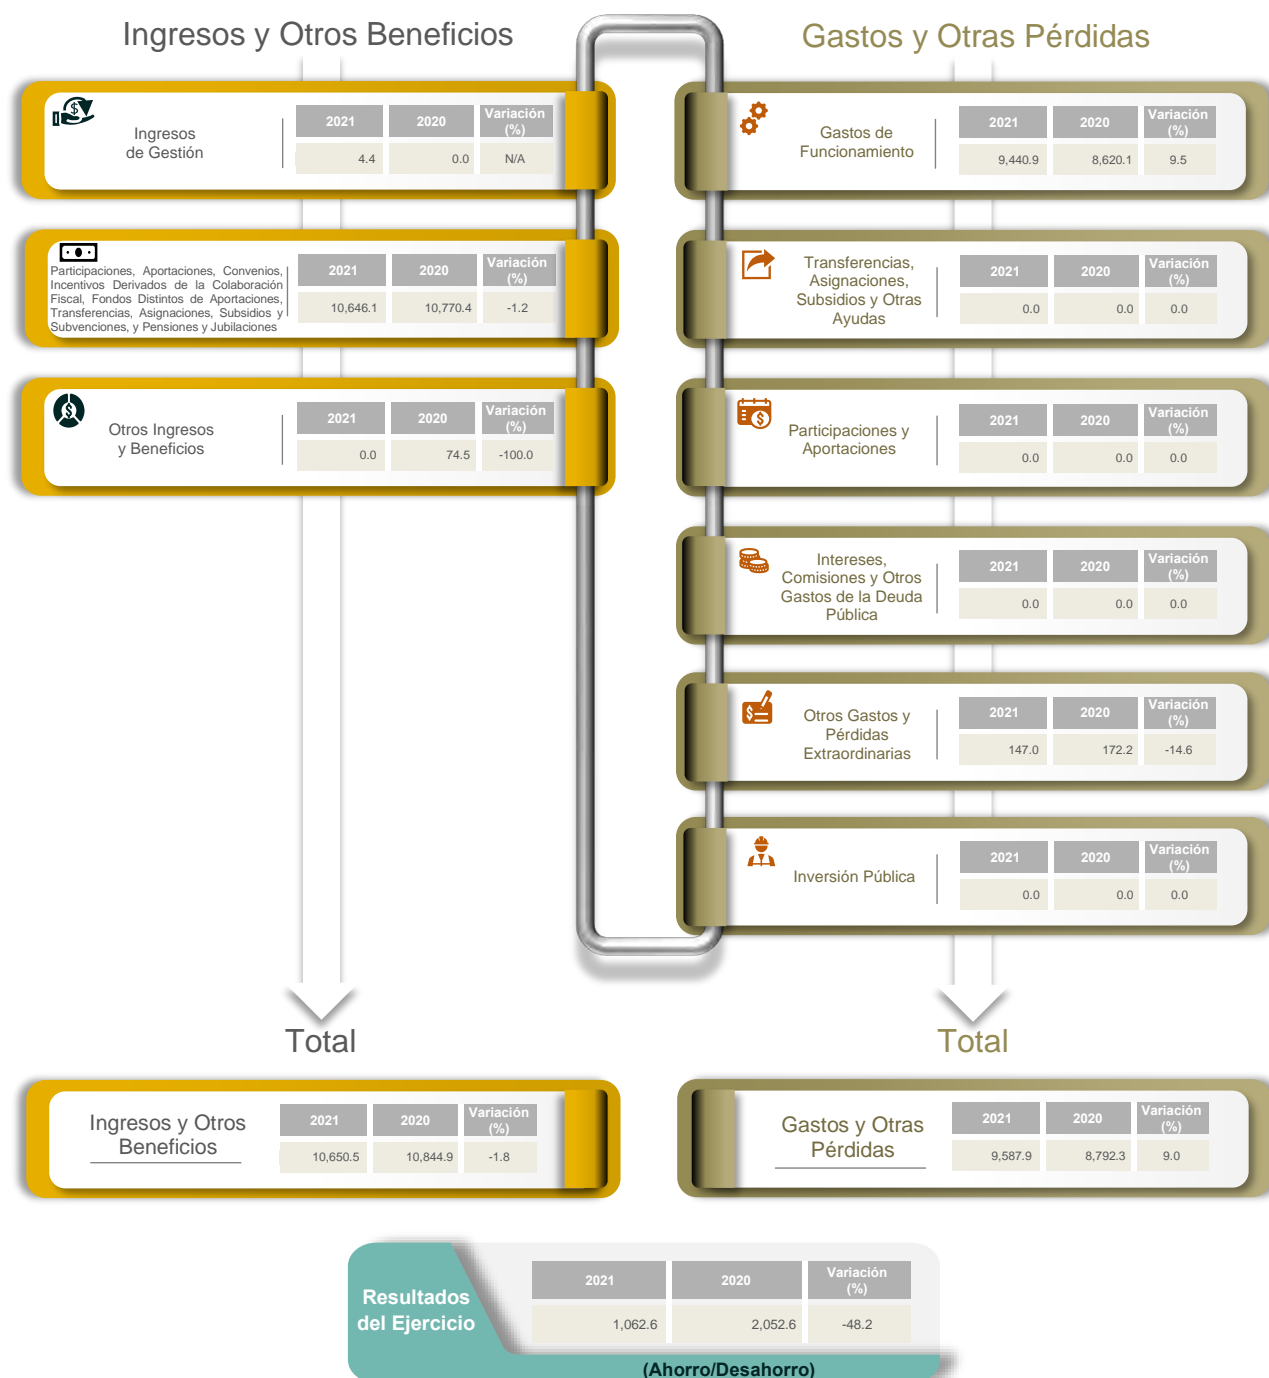 Ingresos y Otros Beneficios
Ingresos
de Gestión
2021 2020 Variación
(%)
4.4 0.0 N/A
Participaciones, Aportaciones, Convenios,
Incentivos Derivados de la Colaboración
Fiscal, Fondos Distintos de Aportaciones,
Transferencias, Asignaciones, Subsidios y
Subvenciones, y Pensiones y Jubilaciones
2021 2020 Variación
(%)
10,646.1 10,770.4 -1.2
Otros Ingresos
y Beneficios
2021 2020 Variación
(%)
0.0 74.5 -100.0
Total
Ingresos y Otros
Beneficios
2021 2020 Variación
(%)
10,650.5 10,844.9 -1.8
Gastos y Otras Pérdidas
Gastos de
Funcionamiento
2021 2020 Variación
(%)
9,440.9 8,620.1 9.5
Transferencias,
Asignaciones,
Subsidios y Otras
Ayudas
2021 2020 Variación
(%)
0.0 0.0 0.0
Participaciones y
Aportaciones
2021 2020 Variación
(%)
0.0 0.0 0.0
Intereses,
Comisiones y Otros
Gastos de la Deuda
Pública
2021 2020 Variación
(%)
0.0 0.0 0.0
Otros Gastos y
Pérdidas
Extraordinarias
2021 2020 Variación
(%)
147.0 172.2 -14.6
Inversión Pública
2021 2020 Variación
(%)
0.0 0.0 0.0
Total
Gastos y Otras
Pérdidas
2021 2020 Variación
(%)
9,587.9 8,792.3 9.0
Resultados
del Ejercicio
2021 2020 Variación
(%)
1,062.6 2,052.6 -48.2
(Ahorro/Desahorro)